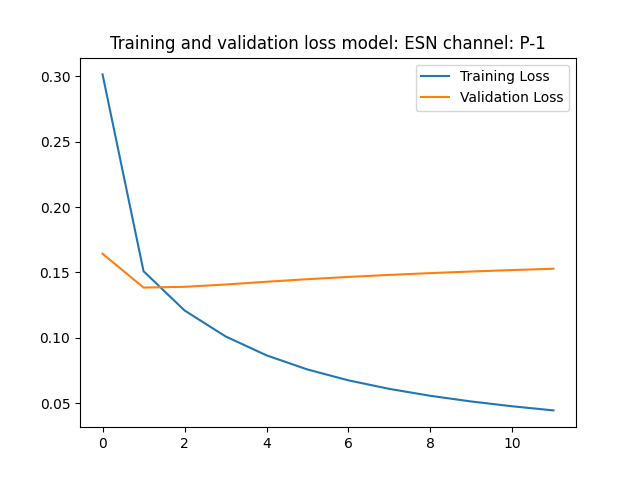 Training and validation loss model: ESN channel: P-1
Training Loss
Validation Loss
0.30
0.25
0.20
0.15
0.10
0.05
0 2 4 6 8 10